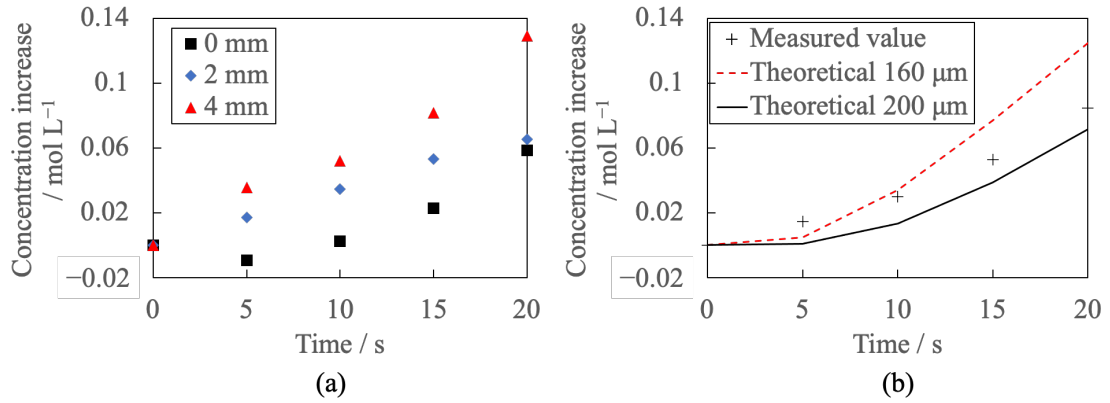 Concentration increase
/ mol L⁻¹
0.14
0.1
0.06
0.02
−0.02
0 mm
2 mm
4 mm
0
5
10
15
20
Time / s
(a)
Concentration increase
/ mol L⁻¹
0.14
0.1
0.06
0.02
−0.02
Measured value
Theoretical 160 μm
Theoretical 200 μm
0
5
10
15
20
Time / s
(b)